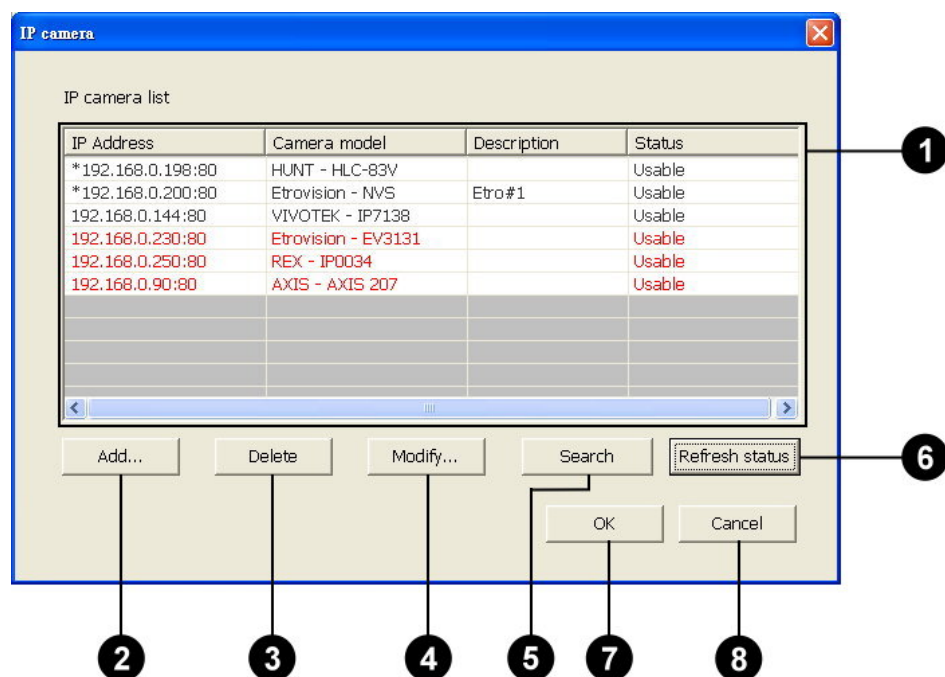 IP camera
IP camera list
IP Address Camera model Description Status
*192.168.0.198:80 HUNT - HLC-83V Usable
*192.168.0.200:80 Etrovision - NVS Etro#1 Usable
192.168.0.144:80 VIVOTEK - IP7138 Usable
192.168.0.230:80 Etrovision - EV3131 Usable
192.168.0.250:80 REX - IP0034 Usable
192.168.0.90:80 AXIS - AXIS 207 Usable
1
Add... Delete Modify... Search Refresh status
6
OK Cancel
2 3 4 5 7 8